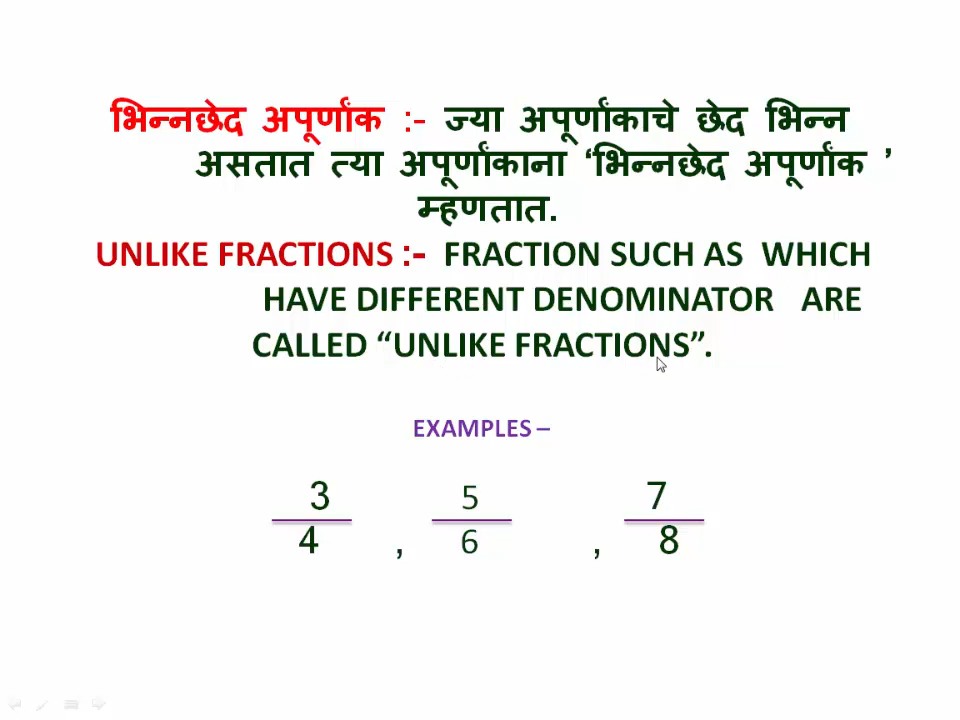 भिन्नछेद अपूर्णांक :- ज्या अपूर्णांकाचे छेद भिन्न
असतात त्या अपूर्णांकाना ‘भिन्नछेद अपूर्णांक ’
म्हणतात.
UNLIKE FRACTIONS :- FRACTION SUCH AS WHICH
HAVE DIFFERENT DENOMINATOR ARE
CALLED “UNLIKE FRACTIONS”.
EXAMPLES –
3 5 7
4 , 6 , 8